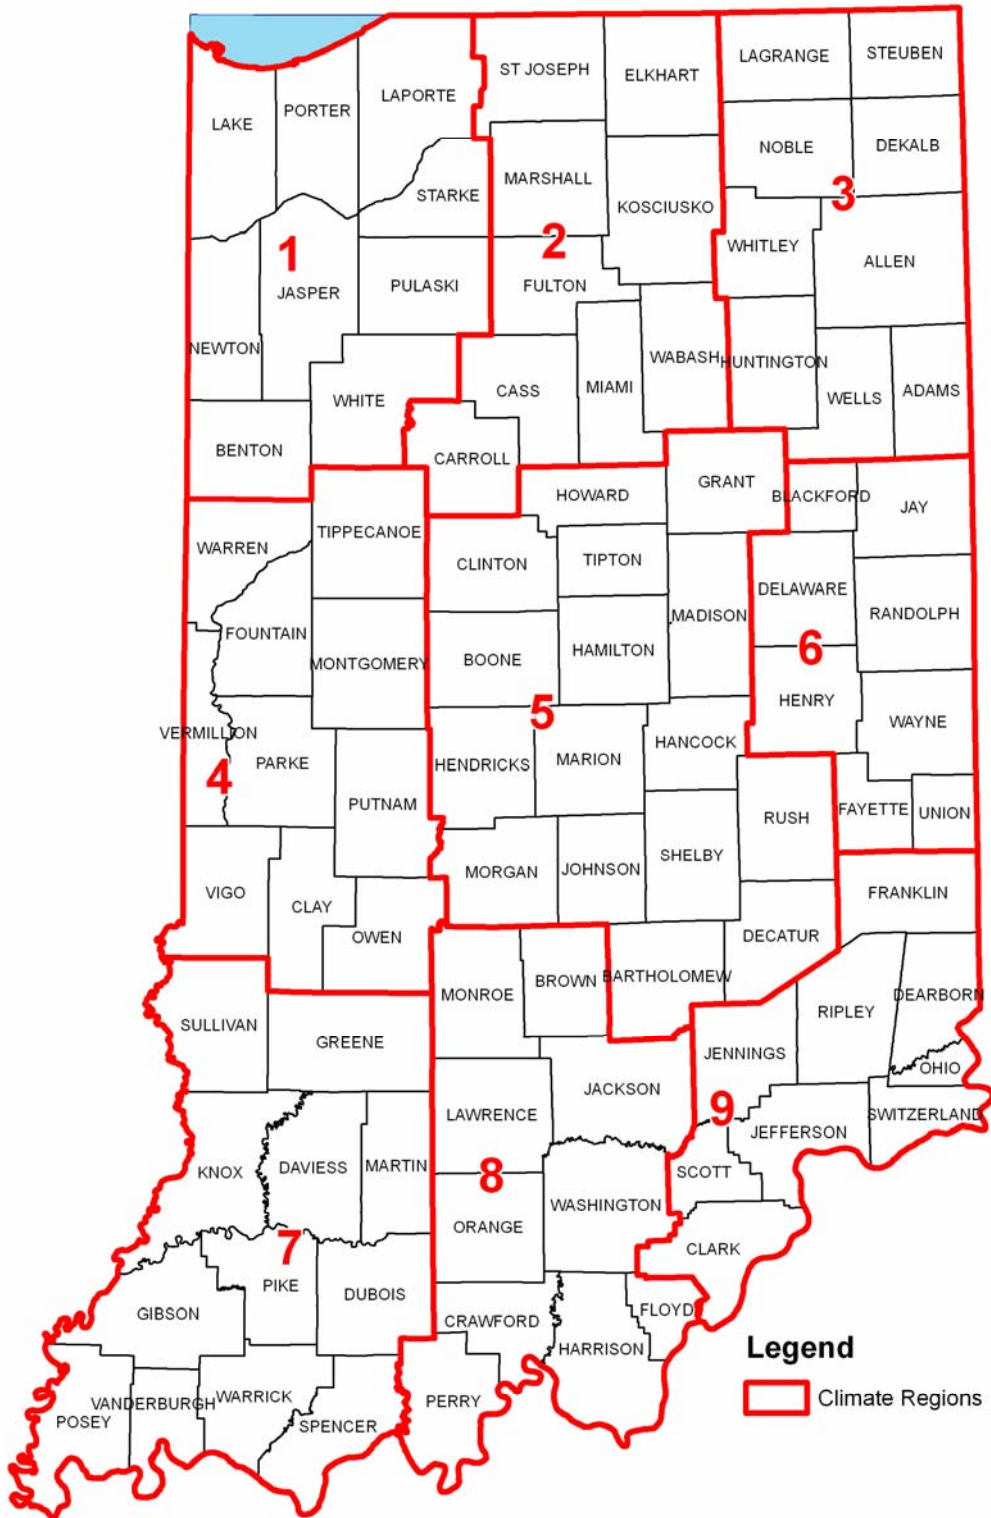 LAGRANGE
STEUBEN
ST JOSEPH
ELKHART
LAPORTE
PORTER
LAKE
NOBLE
DEKALB
MARSHALL
STARKE
KOSCIUSKO
3
1
2
WHITLEY
ALLEN
JASPER
PULASKI
FULTON
NEWTON
WABASH
HUNTINGTON
MIAMI
CASS
ADAMS
WELLS
WHITE
BENTON
CARROLL
GRANT
HOWARD
BLACKFORD
JAY
TIPPECANOE
WARREN
CLINTON
TIPTON
DELAWARE
MADISON
RANDOLPH
FOUNTAIN
MONTGOMERY
BOONE
HAMILTON
6
HENRY
5
WAYNE
VERMILLION
HANCOCK
PARKE
HENDRICKS
MARION
4
PUTNAM
FAYETTE
UNION
RUSH
SHELBY
MORGAN
JOHNSON
VIGO
CLAY
FRANKLIN
OWEN
DECATUR
BROWN
BARTHOLOMEW
MONROE
DEARBORN
RIPLEY
SULLIVAN
GREENE
JENNINGS
OHIO
JACKSON
9
LAWRENCE
SWITZERLAND
JEFFERSON
KNOX
DAVIESS
MARTIN
8
SCOTT
WASHINGTON
ORANGE
7
CLARK
PIKE
DUBOIS
GIBSON
FLOYD
CRAWFORD
HARRISON
Legend
WARRICK
PERRY
VANDERBURGH
POSEY
SPENCER
Climate Regions